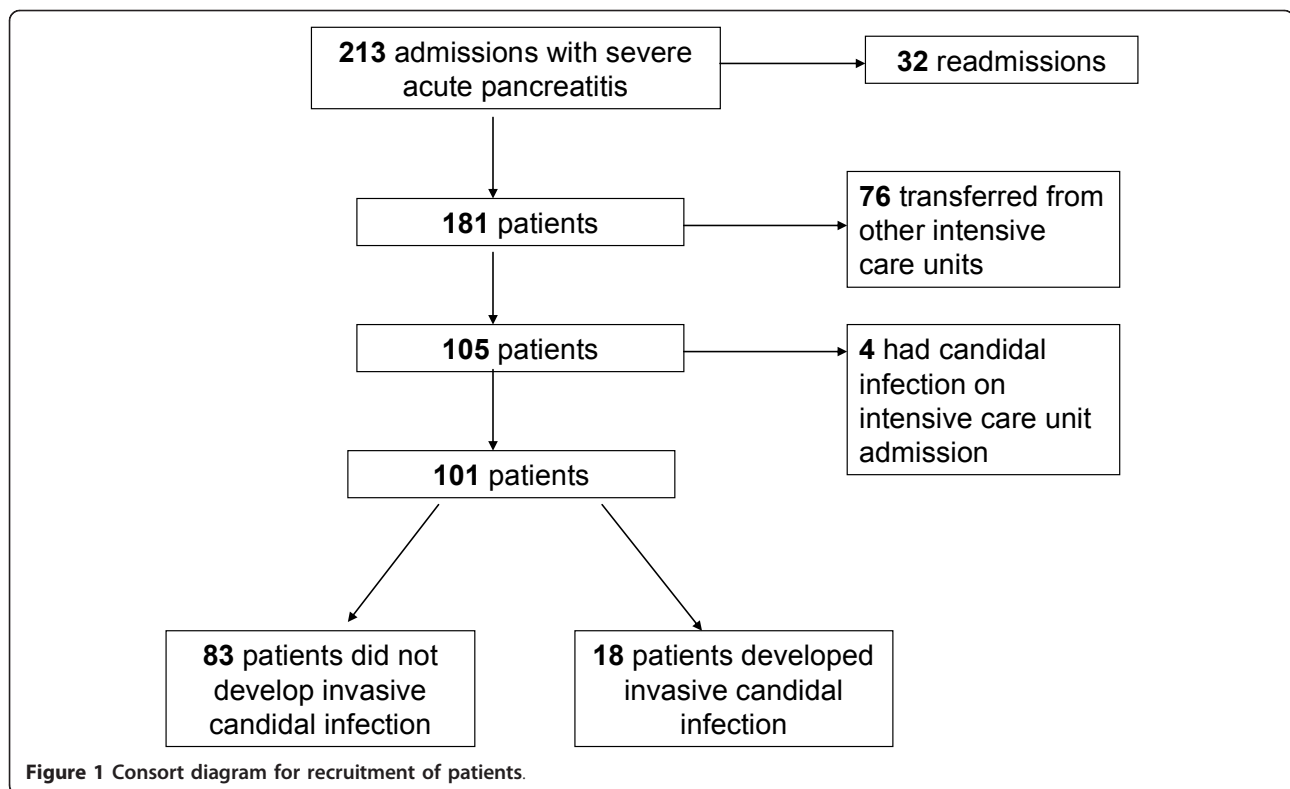 213 admissions with severe
acute pancreatitis
32 readmissions
181 patients
76 transferred from
other intensive
care units
105 patients
4 had candidal
infection on
intensive care unit
admission
101 patients
83 patients did not
develop invasive
candidal infection
18 patients developed
invasive candidal
infection
Figure 1 Consort diagram for recruitment of patients.